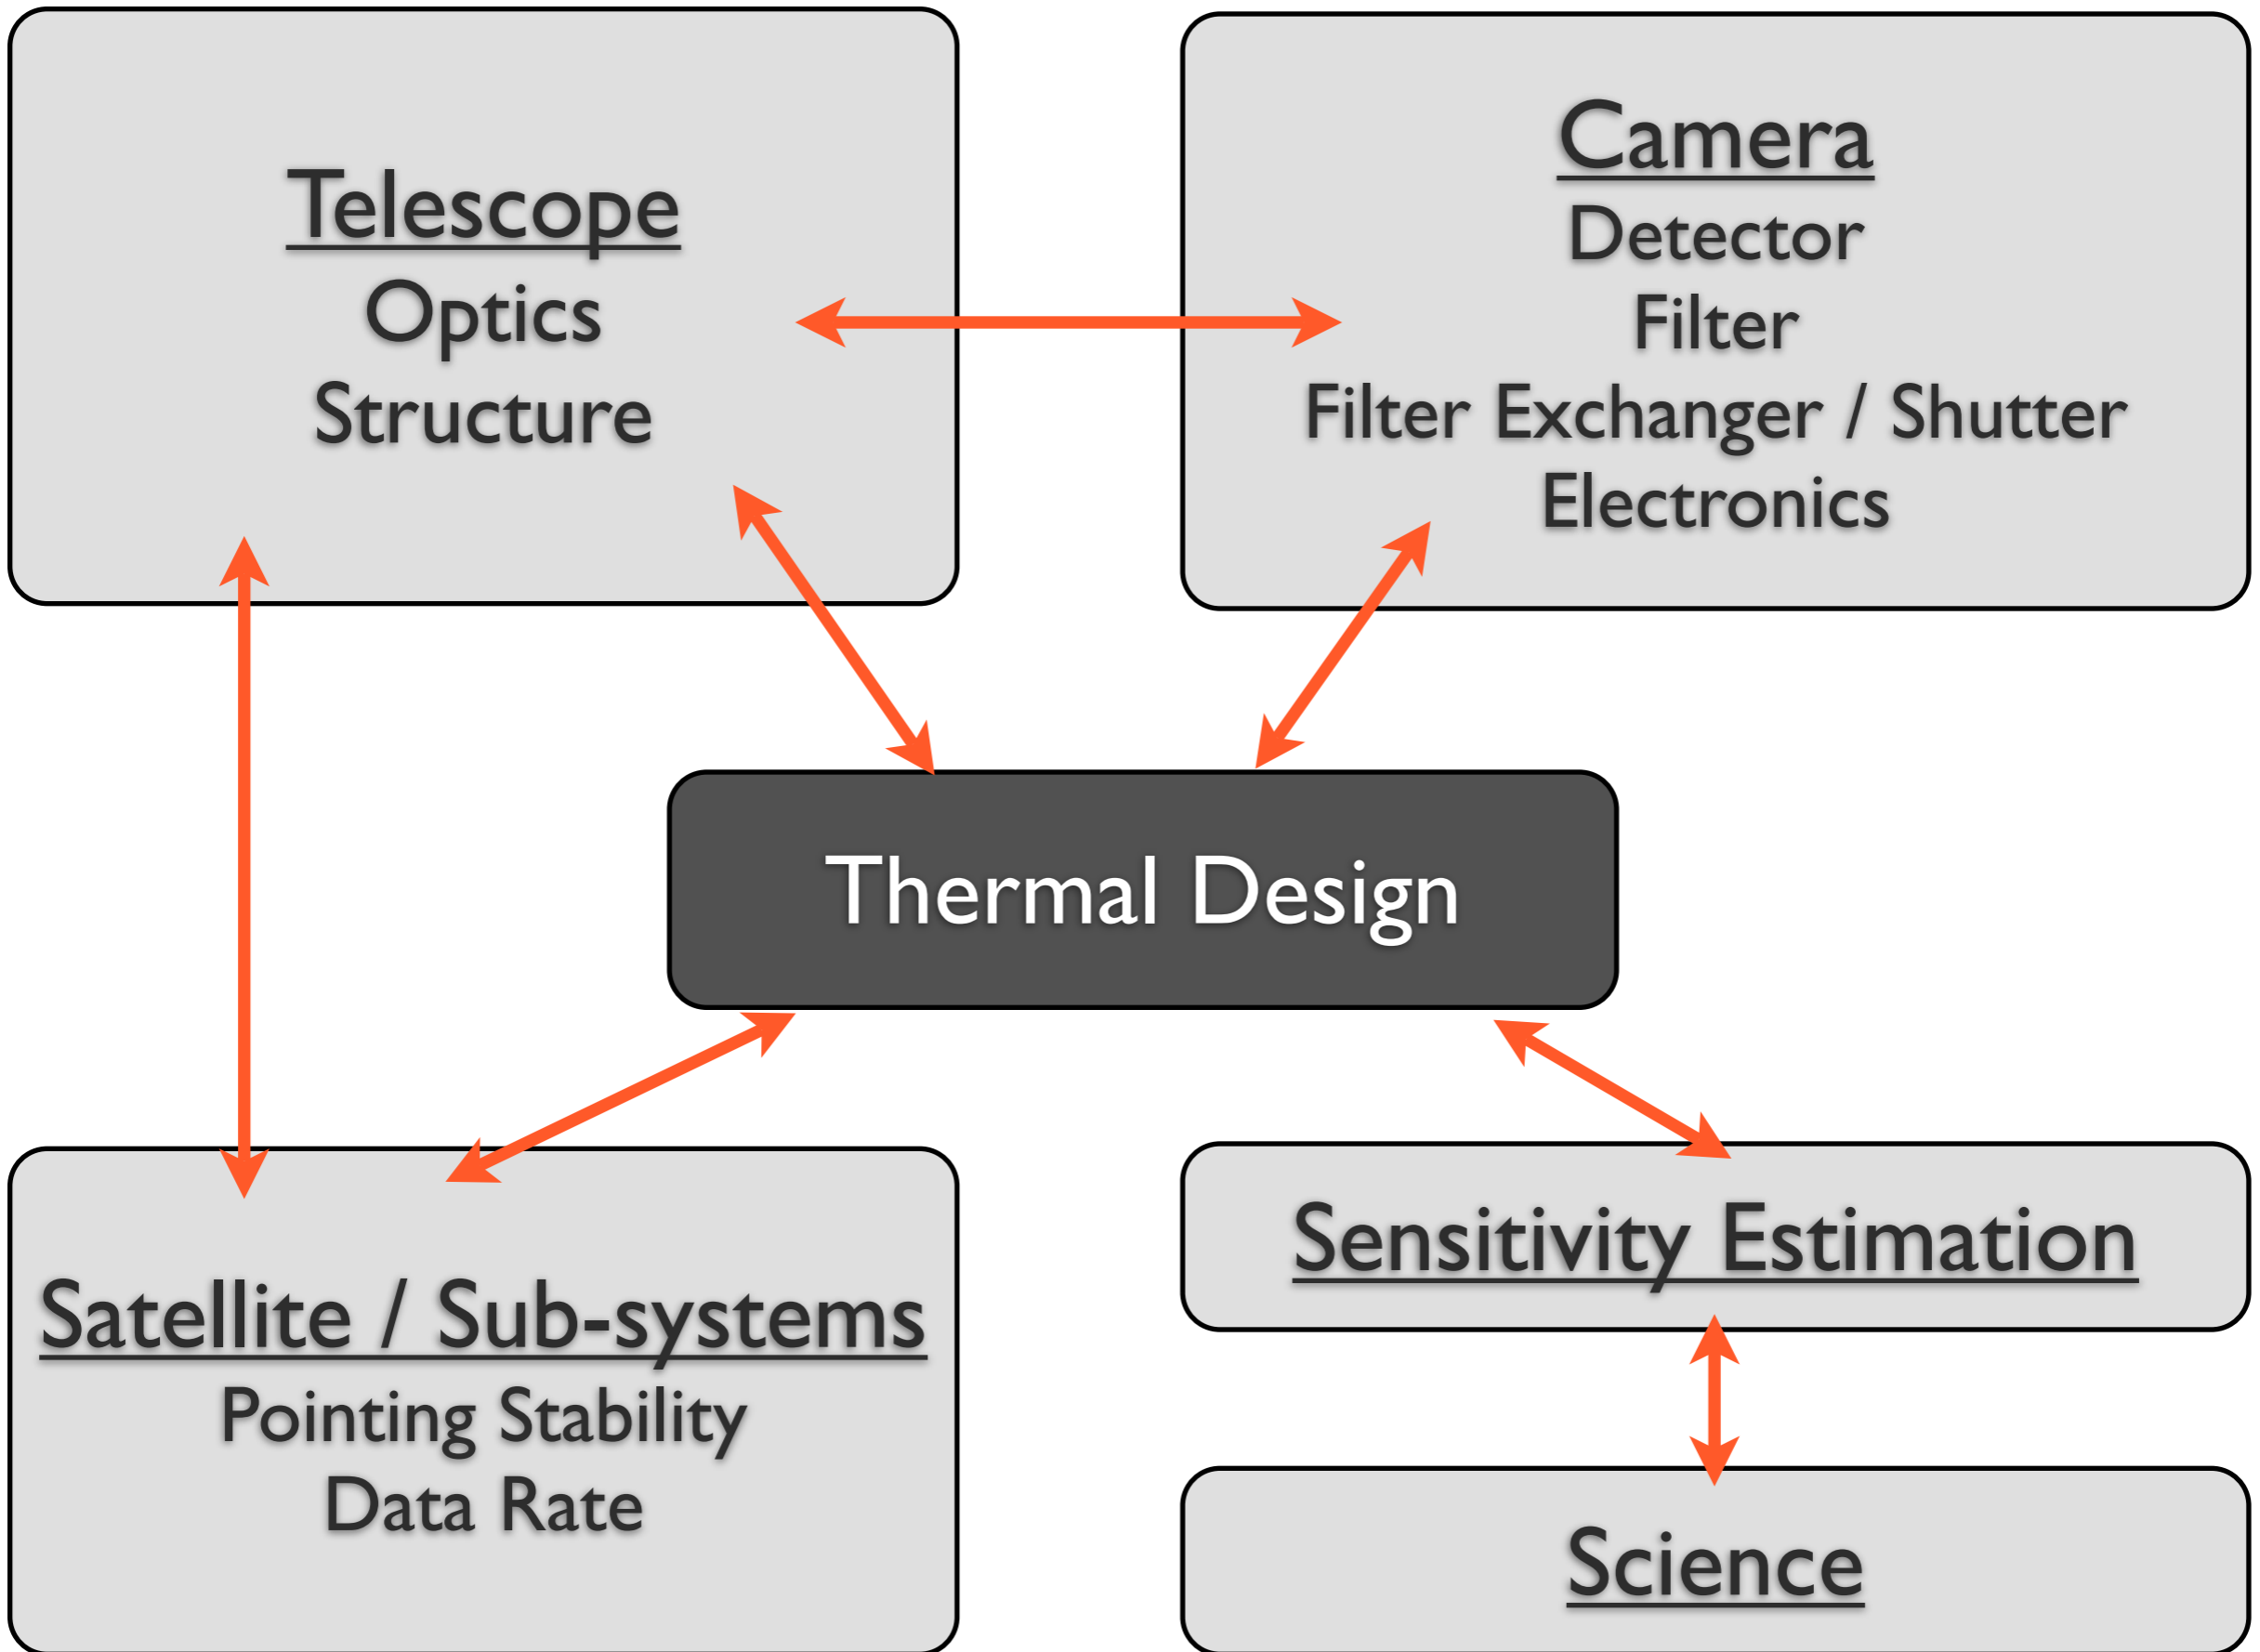 Telescope
Optics
Structure
Camera
Detector
Filter
Filter Exchanger / Shutter
Electronics
Thermal Design
Satellite / Sub-systems
Pointing Stability
Data Rate
Sensitivity Estimation
Science